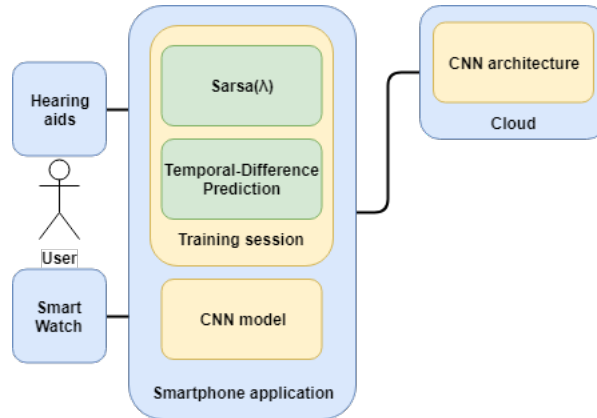 Hearing
aids
User
Smart
Watch
Sarsa(λ)
Temporal-Difference
Prediction
Training session
CNN model
Smartphone application
CNN architecture
Cloud